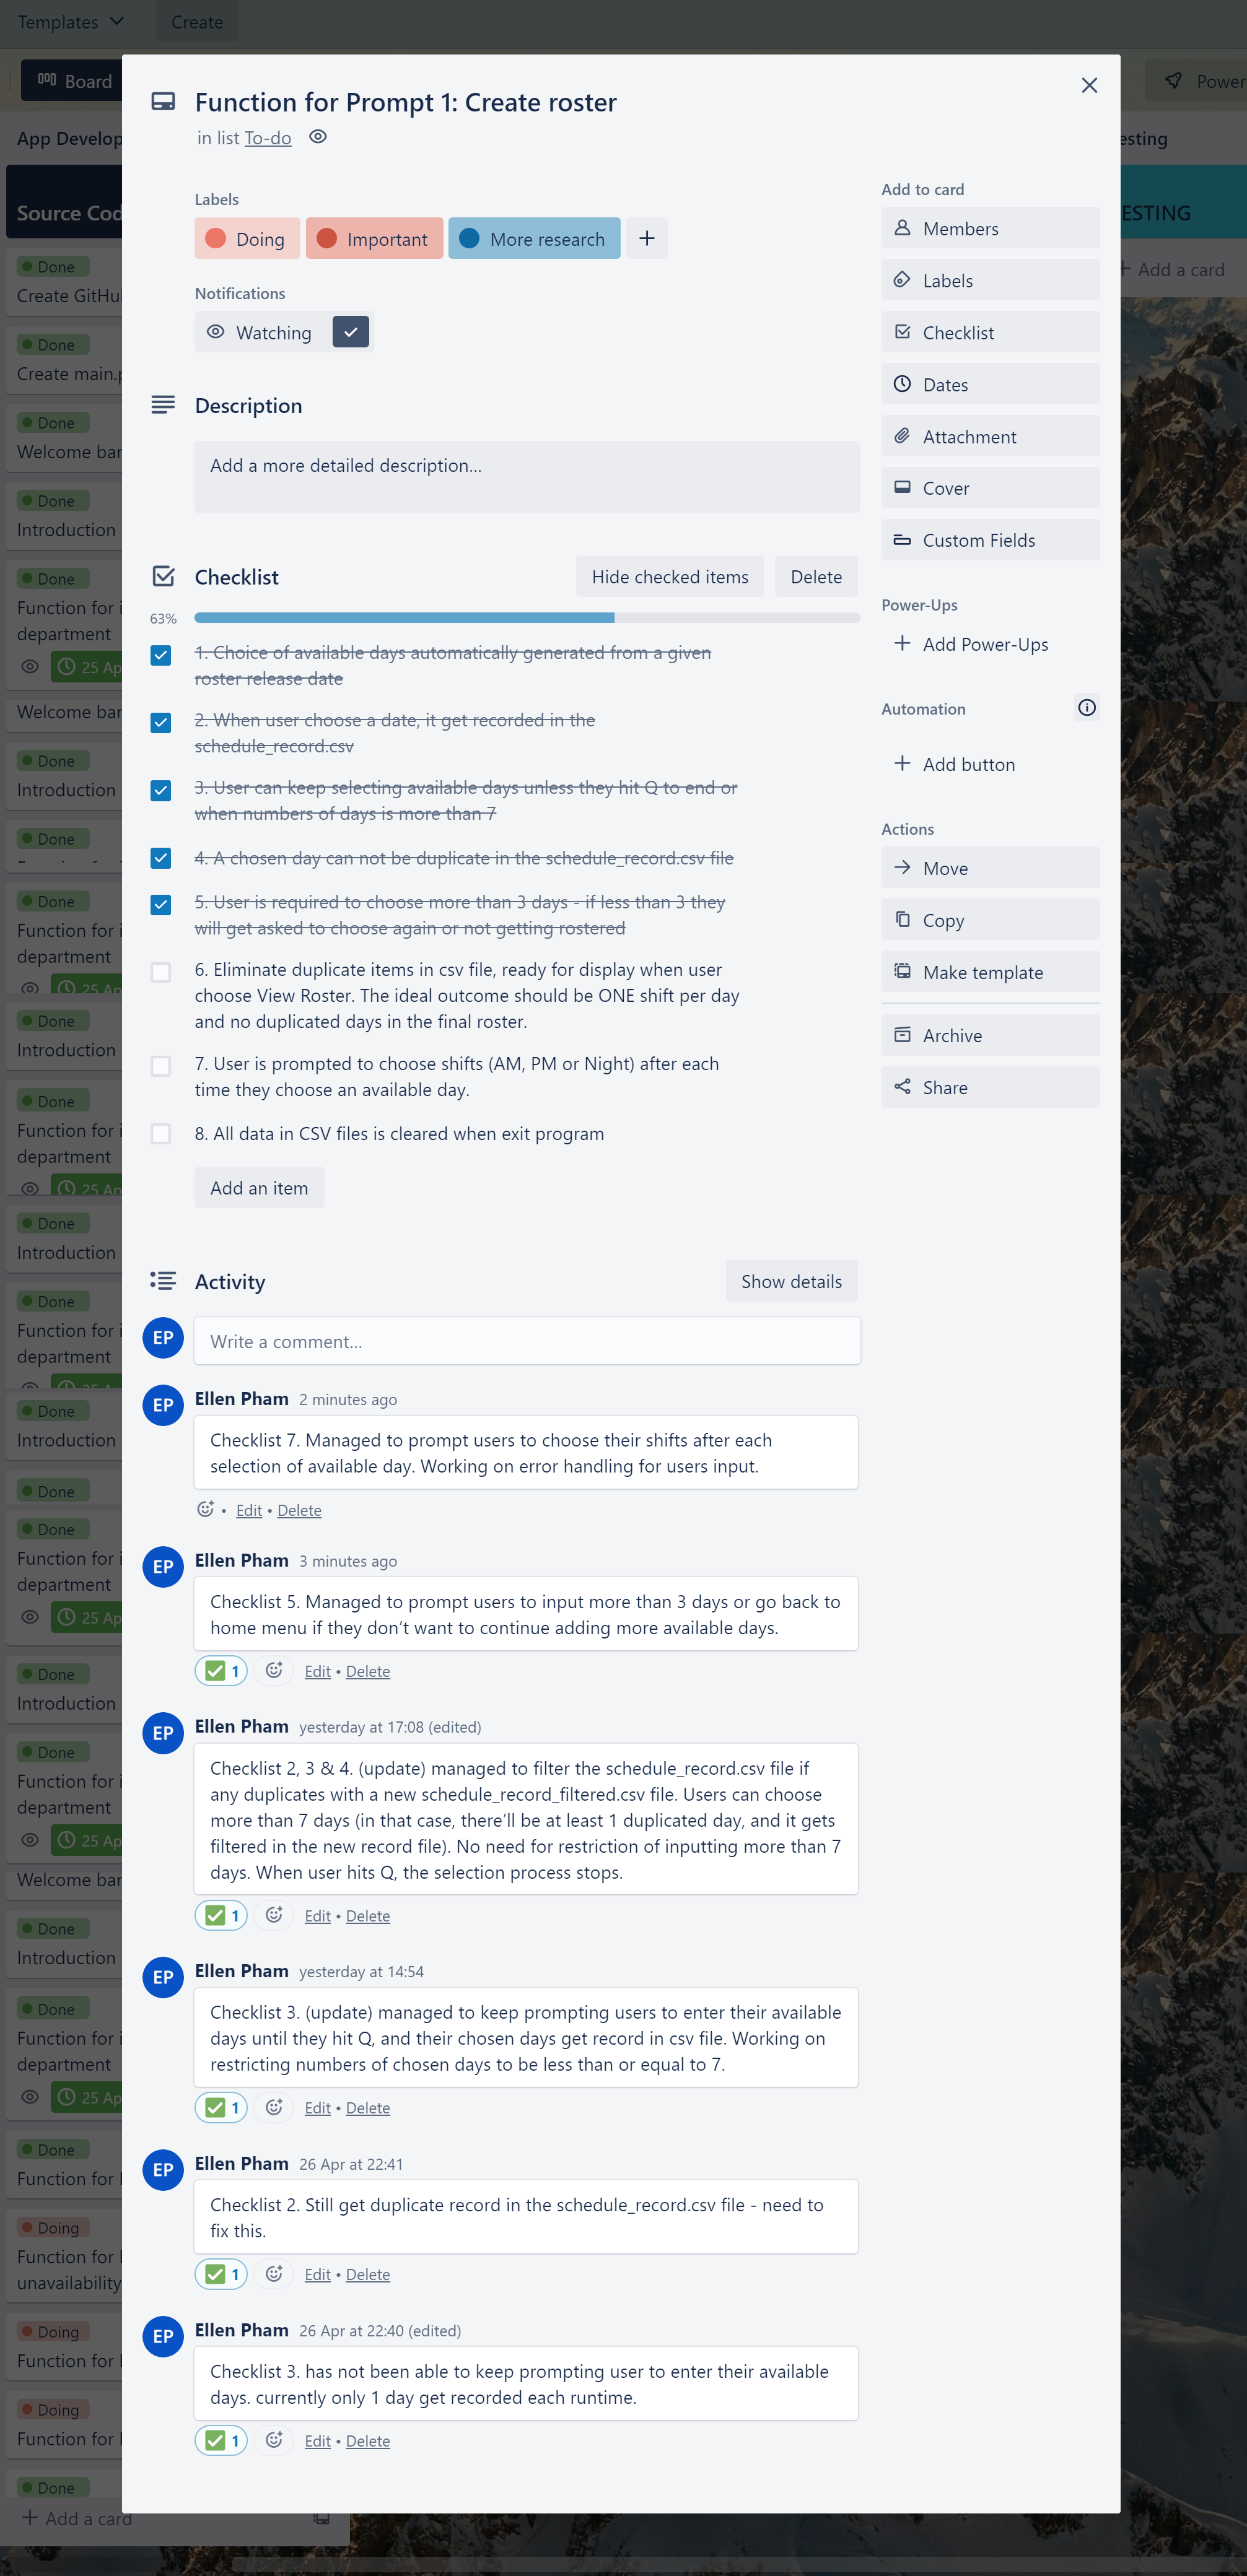 Templates
Create
Board
Power
App Develop
esting
Source Cod
ESTING
Add a card
Done
Create GitHu
Done
Create main.p
Done
Welcome bar
Done
Introduction
Done
Function for i
department
25 Ap
Welcome bar
Done
Introduction
Done
Done
Function for i
department
25 Ap
Done
Introduction
Done
Function for i
department
25 Ap
Done
Introduction
Done
Function for i
department
Done
Introduction
Done
Done
Function for i
department
25 Ap
Done
Introduction
Done
Function for i
department
25 Ap
Welcome bar
Done
Introduction
Done
Function for i
department
25 Ap
Done
Function for
Doing
Function for
unavailability
Doing
Function for
Doing
Function for
Done
Add a card
Function for Prompt 1: Create roster
in list To-do
Labels
Doing
Important
More research
Notifications
Watching
Description
Add a more detailed description...
Checklist
Hide checked items
Delete
63%
1. Choice of available days automatically generated from a given
roster release date
2. When user choose a date, it get recorded in the
schedule_record.csv
3. User can keep selecting available days unless they hit Q to end or
when numbers of days is more than 7
4. A chosen day can not be duplicate in the schedule_record.csv file
5. User is required to choose more than 3 days - if less than 3 they
will get asked to choose again or not getting rostered
6. Eliminate duplicate items in csv file, ready for display when user
choose View Roster. The ideal outcome should be ONE shift per day
and no duplicated days in the final roster.
7. User is prompted to choose shifts (AM, PM or Night) after each
time they choose an available day.
8. All data in CSV files is cleared when exit program
Add an item
Activity
Show details
EP
Write a comment...
EP
Ellen Pham 2 minutes ago
Checklist 7. Managed to prompt users to choose their shifts after each
selection of available day. Working on error handling for users input.
• Edit • Delete
EP
Ellen Pham 3 minutes ago
Checklist 5. Managed to prompt users to input more than 3 days or go back to
home menu if they don't want to continue adding more available days.
1 Edit • Delete
EP
Ellen Pham yesterday at 17:08 (edited)
Checklist 2, 3 & 4. (update) managed to filter the schedule_record.csv file if
any duplicates with a new schedule_record_filtered.csv file. Users can choose
more than 7 days (in that case, there'll be at least 1 duplicated day, and it gets
filtered in the new record file). No need for restriction of inputting more than 7
days. When user hits Q, the selection process stops.
1 Edit • Delete
EP
Ellen Pham yesterday at 14:54
Checklist 3. (update) managed to keep prompting users to enter their available
days until they hit Q, and their chosen days get record in csv file. Working on
restricting numbers of chosen days to be less than or equal to 7.
1 Edit • Delete
EP
Ellen Pham 26 Apr at 22:41
Checklist 2. Still get duplicate record in the schedule_record.csv file - need to
fix this.
1 Edit • Delete
EP
Ellen Pham 26 Apr at 22:40 (edited)
Checklist 3. has not been able to keep prompting user to enter their available
days. currently only 1 day get recorded each runtime.
1 Edit • Delete
Add to card
Members
Labels
Checklist
Dates
Attachment
Cover
Custom Fields
Power-Ups
Add Power-Ups
Automation
Add button
Actions
Move
Copy
Make template
Archive
Share